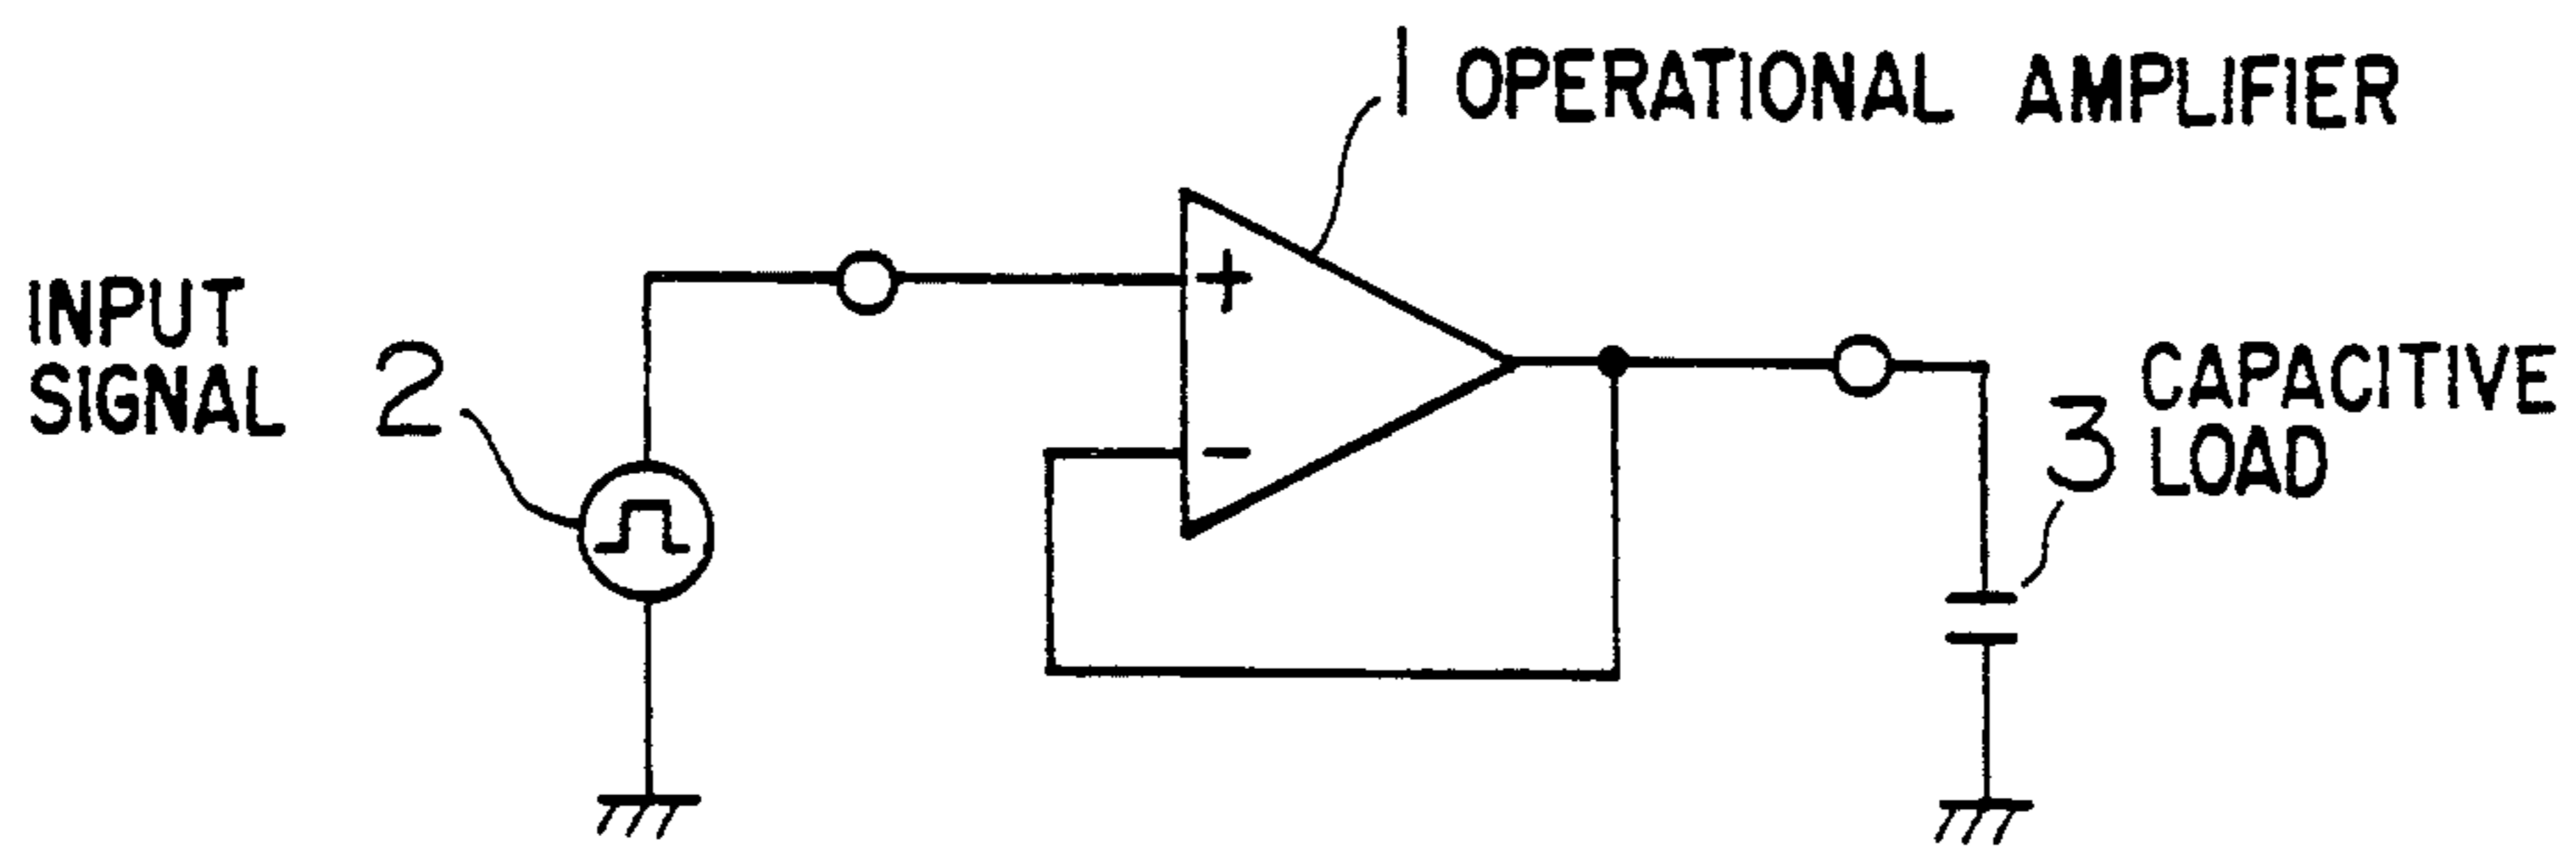 1 OPERATIONAL AMPLIFIER
INPUT
SIGNAL 2
+
-
3 CAPACITIVE
LOAD